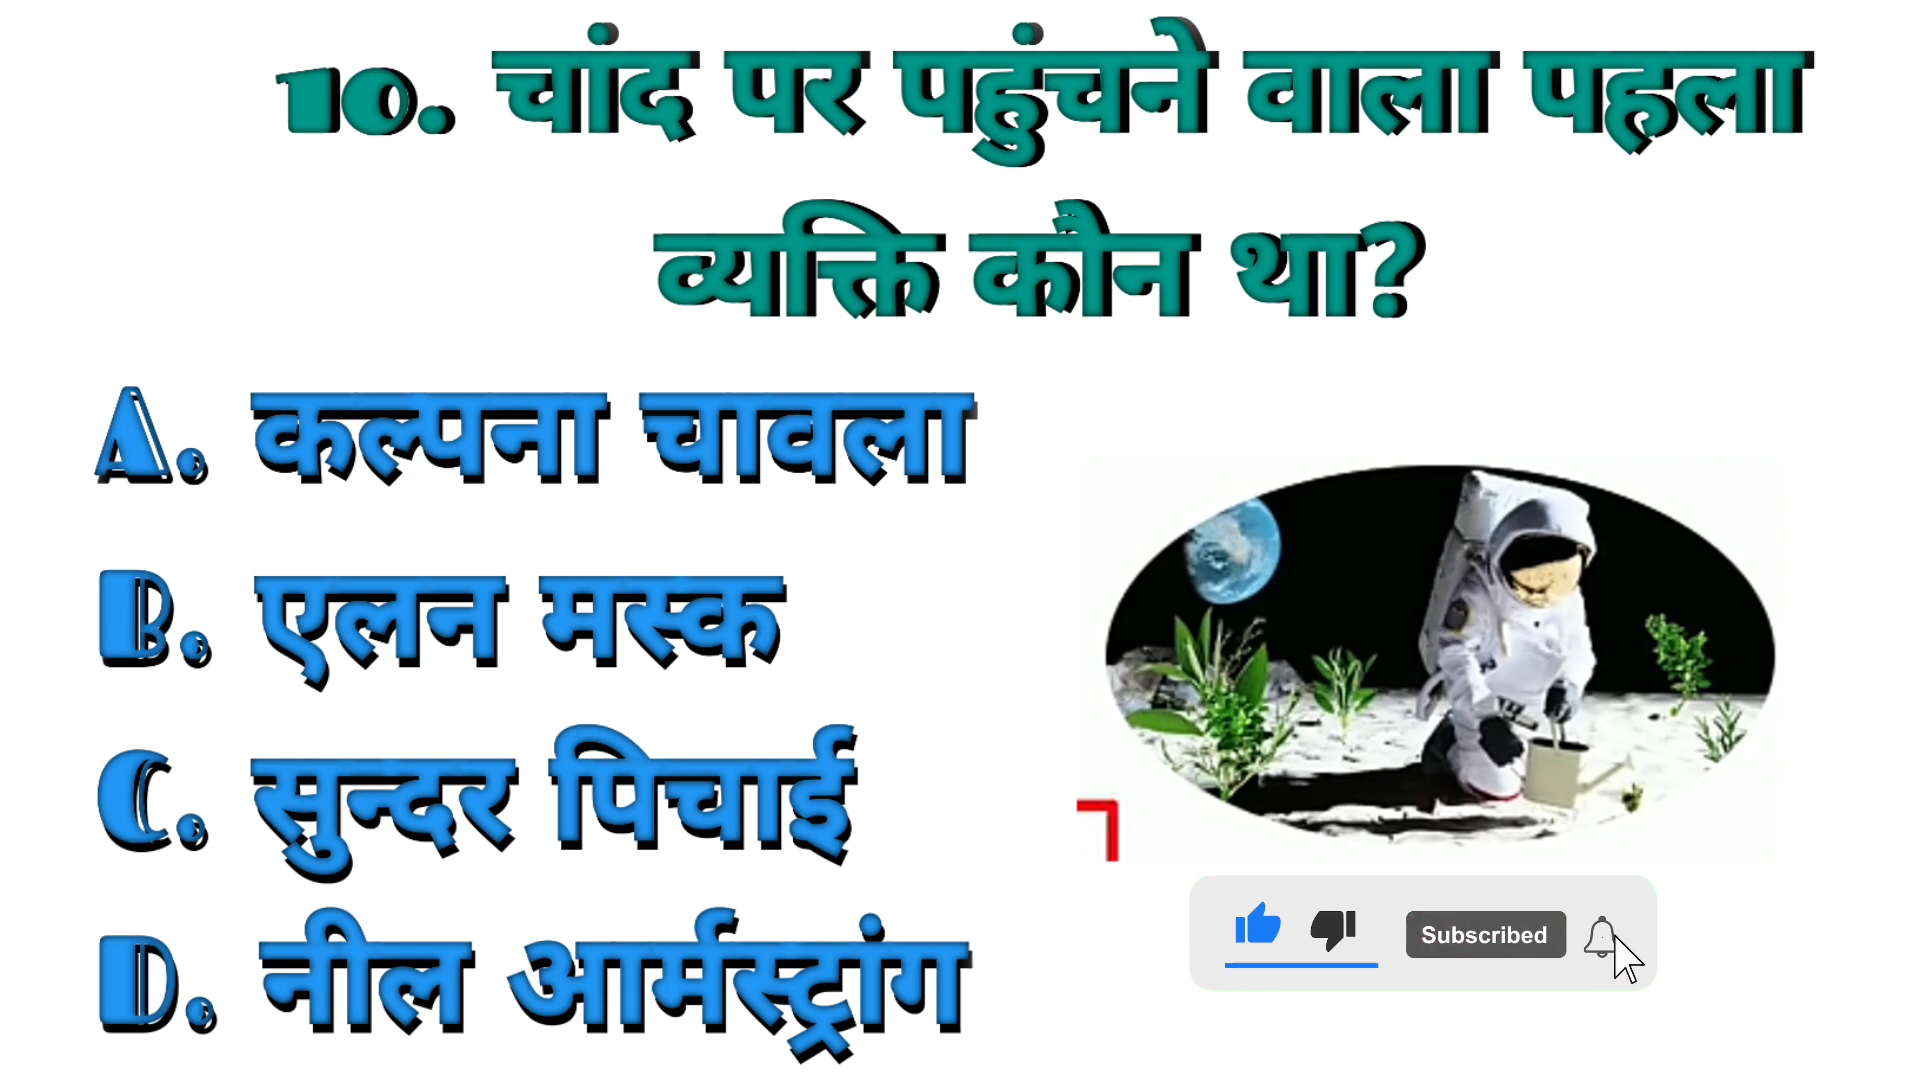 10. चांद पर पहुंचने वाला पहला
व्यक्ति कौन था?
A. कल्पना चावला
B. एलन मस्क
C. सुन्दर पिचाई
D. नील आर्मस्ट्रांग
Subscribed